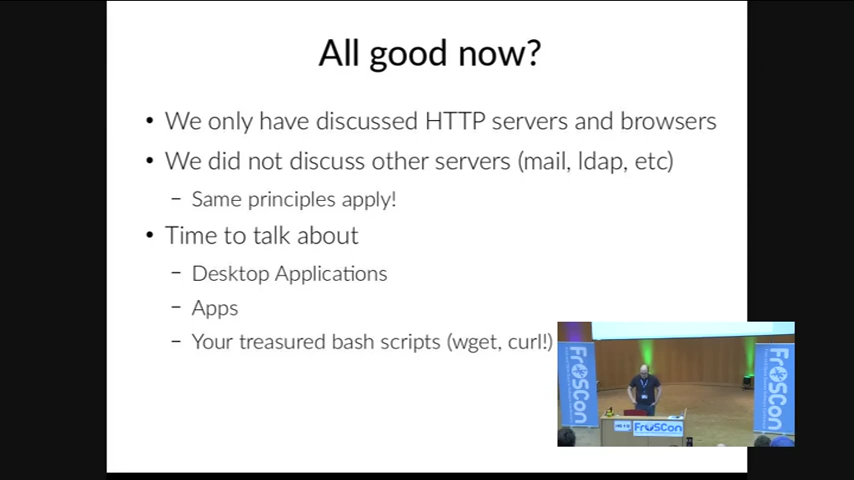 All good now?
• We only have discussed HTTP servers and browsers
• We did not discuss other servers (mail, ldap, etc)
– Same principles apply!
• Time to talk about
– Desktop Applications
– Apps
– Your treasured bash scripts (wget, curl!)
FrOSCon
FrOSCon
FrOSCon